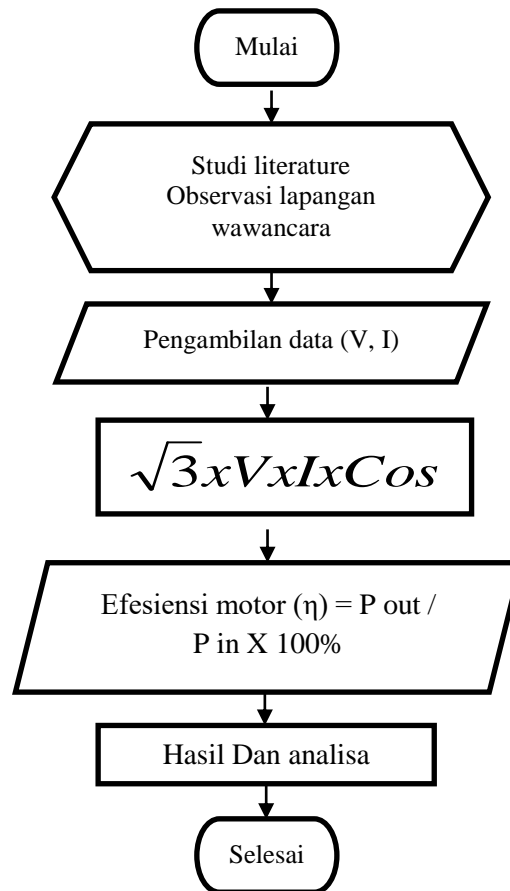 Mulai
Studi literature
Observasi lapangan
wawancara
Pengambilan data (V, I)
√3xVxIxCos
Efesiensi motor (η) = P out /
P in X 100%
Hasil Dan analisa
Selesai